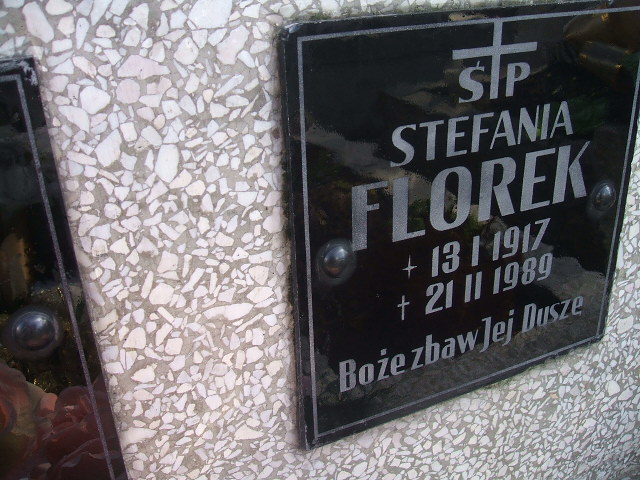 ŚP
STEFANIA
FLOREK
13 I 1917
† 21 II 1989
Boże zbaw Jej Dusze